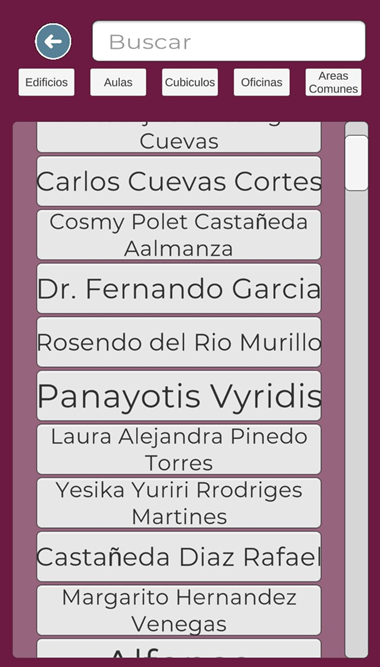 Buscar
Edificios
Aulas
Cubiculos
Oficinas
Areas
Comunes
Cuevas
Carlos Cuevas Cortes
Cosmy Polet Castañeda
Aalmanza
Dr. Fernando Garcia
Rosendo del Rio Murillo
Panayotis Vyridis
Laura Alejandra Pinedo
Torres
Yesika Yuriri Rrodriges
Martines
Castañeda Diaz Rafael
Margarito Hernandez
Venegas